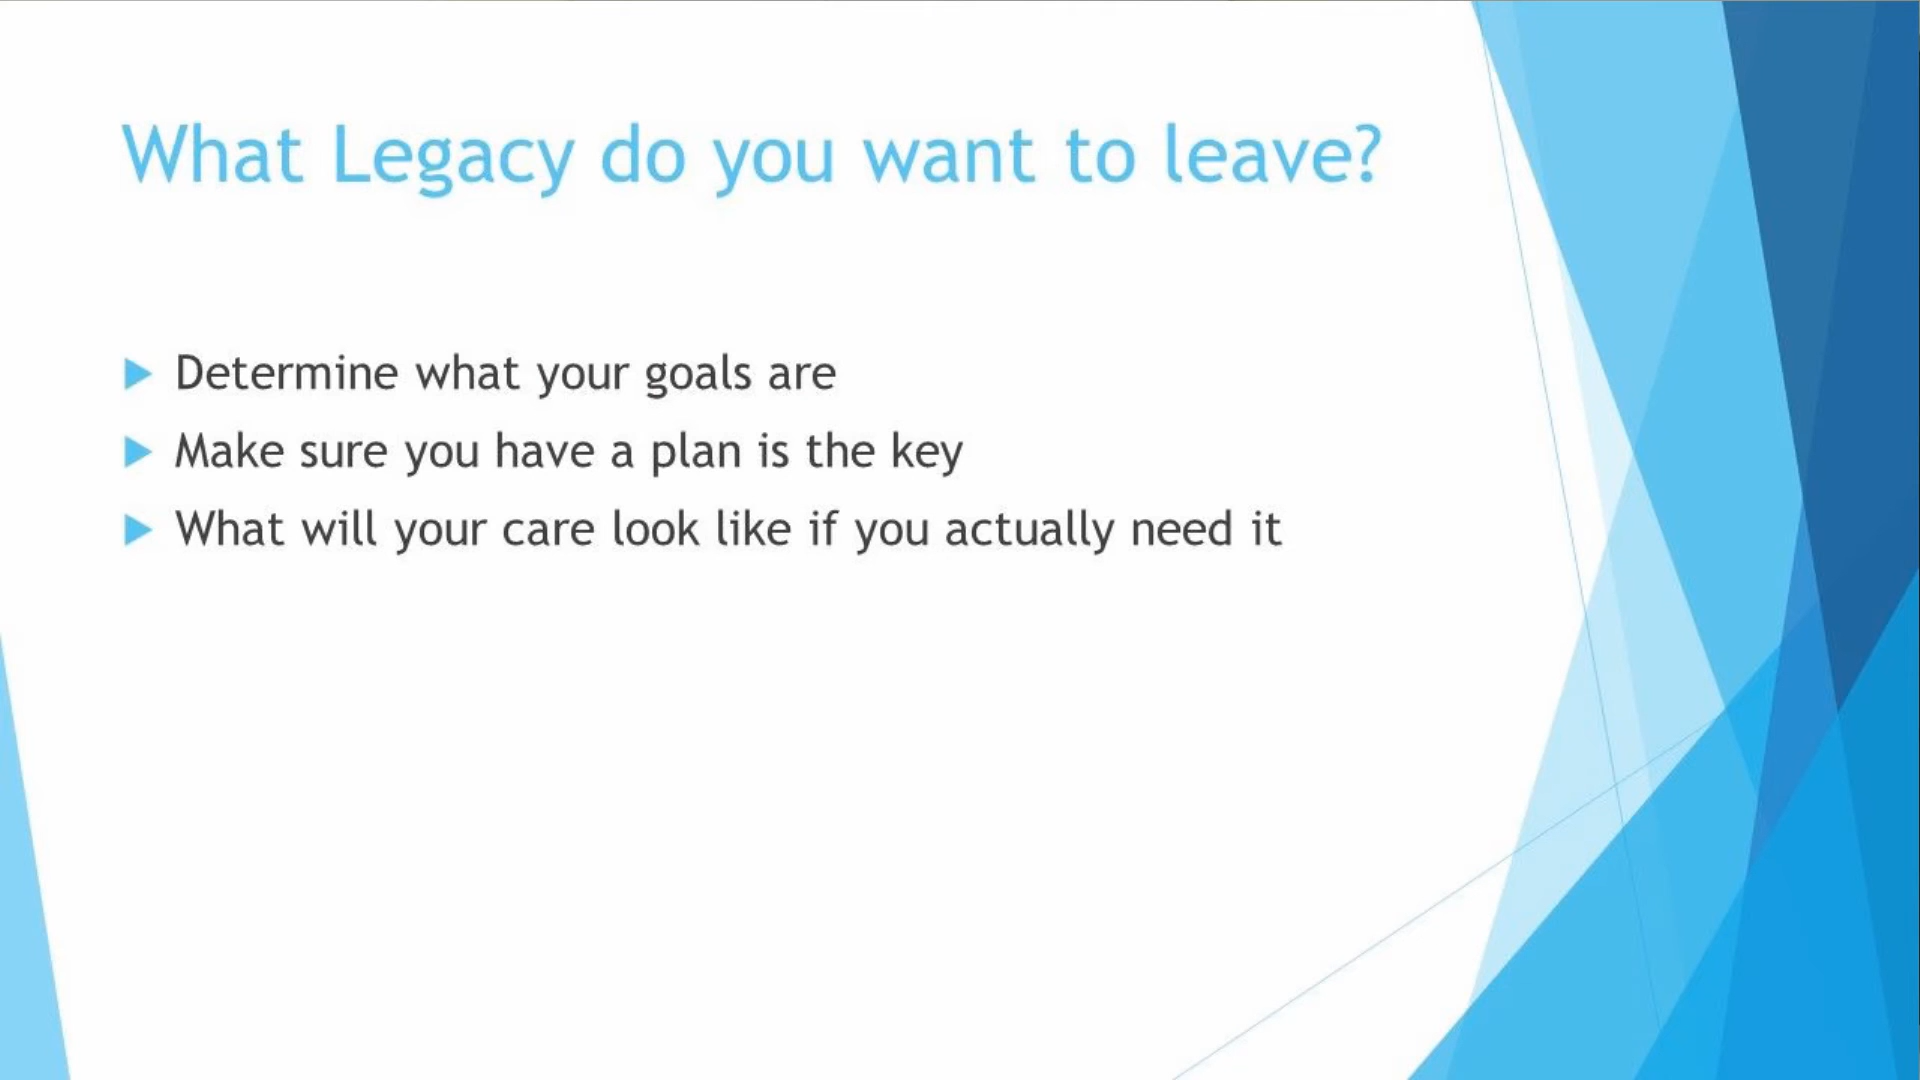 What Legacy do you want to leave?
Determine what your goals are
Make sure you have a plan is the key
What will your care look like if you actually need it